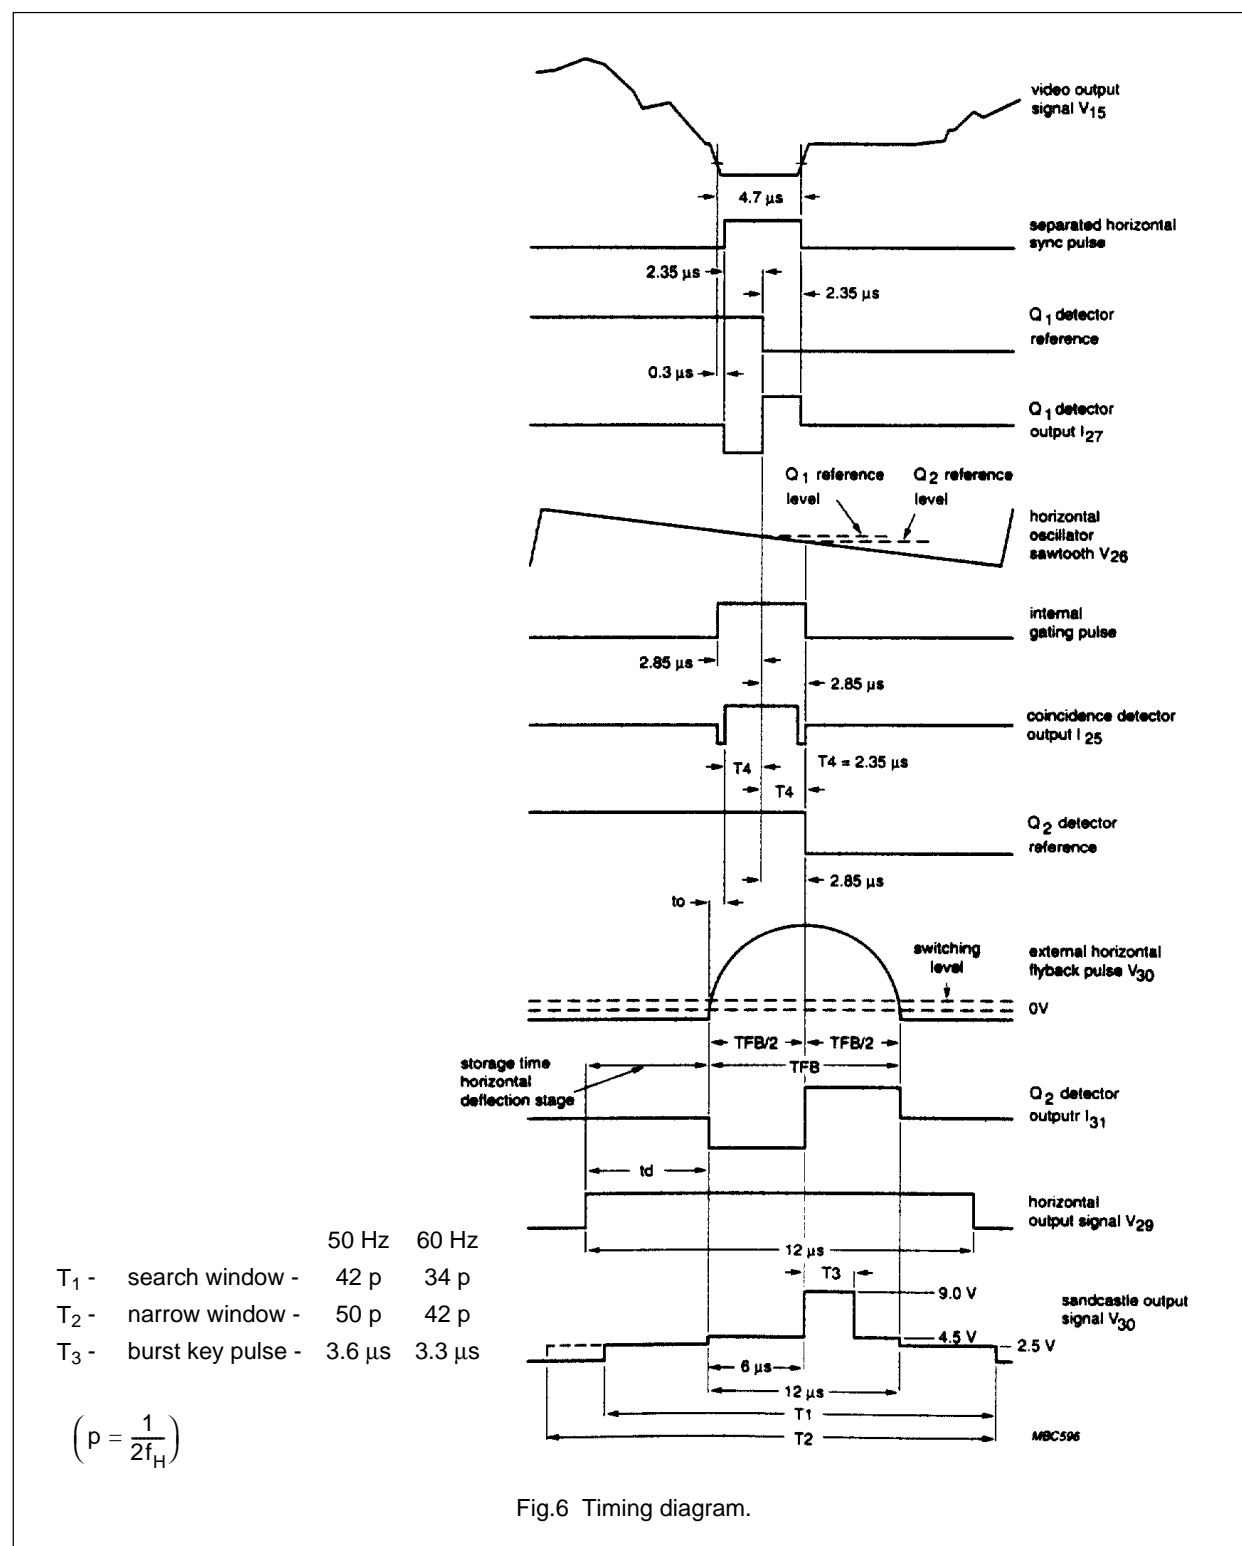 video output
signal V15
4.7 µs
separated horizontal
sync pulse
2.35 µs
2.35 µs
Q1 detector
reference
0.3 µs
Q1 detector
output I27
Q1 reference
level
Q2 reference
level
horizontal
oscillator
sawtooth V26
internal
gating pulse
2.85 µs
2.85 µs
coincidence detector
output I25
T4
T4 = 2.35 µs
T4
Q2 detector
reference
2.85 µs
to
switching
level
external horizontal
flyback pulse V30
0V
TFB/2
TFB/2
TFB
storage time
horizontal
deflection stage
Q2 detector
outputr I31
td
horizontal
output signal V29
12 µs
T3
9.0 V
sandcastle output
signal V30
4.5 V
2.5 V
6 µs
12 µs
T1
T2
MBC596
50 Hz 60 Hz
T1 - search window - 42 p 34 p
T2 - narrow window - 50 p 42 p
T3 - burst key pulse - 3.6 µs 3.3 µs
(p = 1/2fH)
Fig.6 Timing diagram.